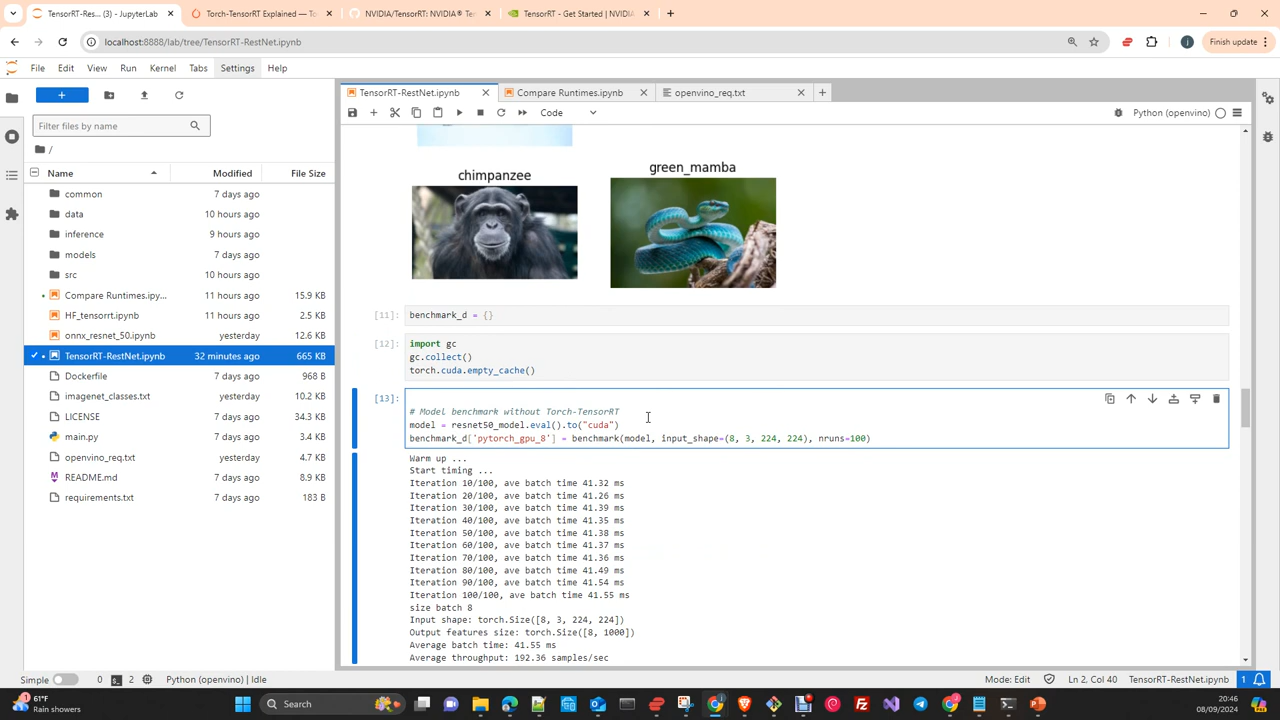 TensorRT-Res... (3) - JupyterLab
Torch-TensorRT Explained — To
NVIDIA/TensorRT: NVIDIA® Te
TensorRT - Get Started | NVIDIA
localhost:8888/lab/tree/TensorRT-RestNet.ipynb
Finish update
File Edit View Run Kernel Tabs Settings Help
Filter files by name
/
Name Modified File Size
common 7 days ago
data 10 hours ago
inference 9 hours ago
models 7 days ago
src 10 hours ago
Compare Runtimes.ipy... 11 hours ago 15.9 KB
HF_tensorrt.ipynb 11 hours ago 2.5 KB
onnx_resnet_50.ipynb yesterday 12.6 KB
TensorRT-RestNet.ipynb 32 minutes ago 665 KB
Dockerfile 7 days ago 968 B
imagenet_classes.txt 7 days ago 10.2 KB
LICENSE 7 days ago 3.4 KB
main.py 7 days ago 4.4 KB
openvino_req.txt yesterday 4.7 KB
README.md 7 days ago 8.9 KB
requirements.txt 7 days ago 183 B
TensorRT-RestNet.ipynb
Compare Runtimes.ipynb
openvino_req.txt
Code
Python (openvino)
chimpanzee
green_mamba
[11]: benchmark_d = {}
[12]: import gc
gc.collect()
torch.cuda.empty_cache()
[13]:
# Model benchmark without Torch-TensorRT
model = resnet50_model.eval().to("cuda")
benchmark_d['pytorch_gpu_8'] = benchmark(model, input_shape=(8, 3, 224, 224), nruns=100)
Warm up ...
Start timing ...
Iteration 10/100, ave batch time 41.32 ms
Iteration 20/100, ave batch time 41.26 ms
Iteration 30/100, ave batch time 41.39 ms
Iteration 40/100, ave batch time 41.35 ms
Iteration 50/100, ave batch time 41.38 ms
Iteration 60/100, ave batch time 41.37 ms
Iteration 70/100, ave batch time 41.36 ms
Iteration 80/100, ave batch time 41.49 ms
Iteration 90/100, ave batch time 41.54 ms
Iteration 100/100, ave batch time 41.55 ms
size batch 8
Input shape: torch.Size([8, 3, 224, 224])
Output features size: torch.Size([8, 1000])
Average batch time: 41.55 ms
Average throughput: 192.36 samples/sec
Simple 0 2 Python (openvino) | Idle
Mode: Edit Ln 2, Col 40 TensorRT-RestNet.ipynb 1
61°F
Rain showers
Search
20:46
08/09/2024